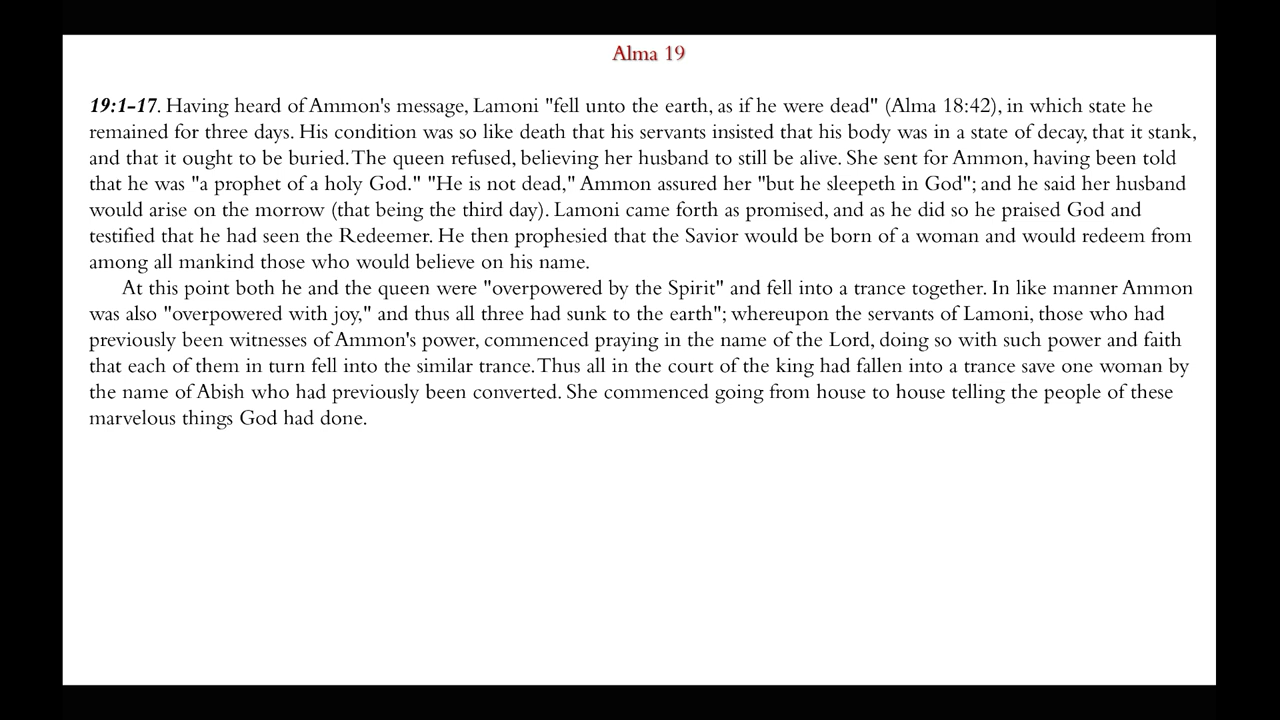 Alma 19
19:1-17. Having heard of Ammon's message, Lamoni "fell unto the earth, as if he were dead" (Alma 18:42), in which state he
remained for three days. His condition was so like death that his servants insisted that his body was in a state of decay, that it stank,
and that it ought to be buried. The queen refused, believing her husband to still be alive. She sent for Ammon, having been told
that he was "a prophet of a holy God." "He is not dead," Ammon assured her "but he sleepeth in God"; and he said her husband
would arise on the morrow (that being the third day). Lamoni came forth as promised, and as he did so he praised God and
testified that he had seen the Redeemer. He then prophesied that the Savior would be born of a woman and would redeem from
among all mankind those who would believe on his name.
At this point both he and the queen were "overpowered by the Spirit" and fell into a trance together. In like manner Ammon
was also "overpowered with joy," and thus all three had sunk to the earth"; whereupon the servants of Lamoni, those who had
previously been witnesses of Ammon's power, commenced praying in the name of the Lord, doing so with such power and faith
that each of them in turn fell into the similar trance. Thus all in the court of the king had fallen into a trance save one woman by
the name of Abish who had previously been converted. She commenced going from house to house telling the people of these
marvelous things God had done.